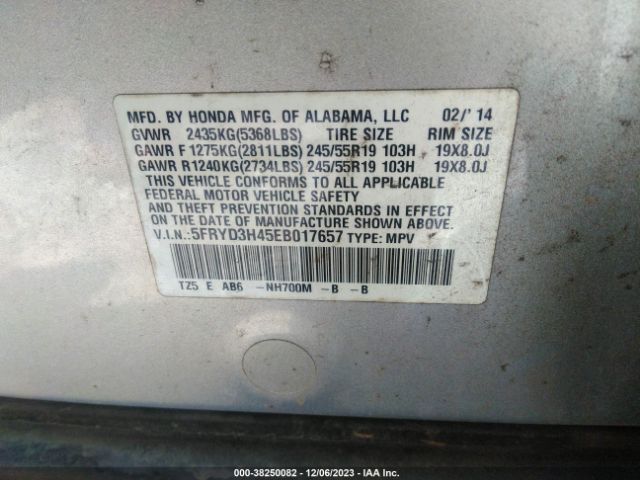 MFD. BY HONDA MFG. OF ALABAMA, LLC 02/' 14
GVWR 2435KG(5368LBS) TIRE SIZE RIM SIZE
GAWR F 1275KG(2811LBS) 245/55R19 103H 19X8.0J
GAWR R1240KG(2734LBS) 245/55R19 103H 19X8.0J
THIS VEHICLE CONFORMS TO ALL APPLICABLE
FEDERAL MOTOR VEHICLE SAFETY
AND THEFT PREVENTION STANDARDS IN EFFECT
ON THE DATE OF MANUFACTURE SHOWN ABOVE.
V.I.N.:5FRYD3H45EB017657 TYPE: MPV
TZ5 E AB6 -NH700M -B -B
000-38250082 - 12/06/2023 - IAA Inc.